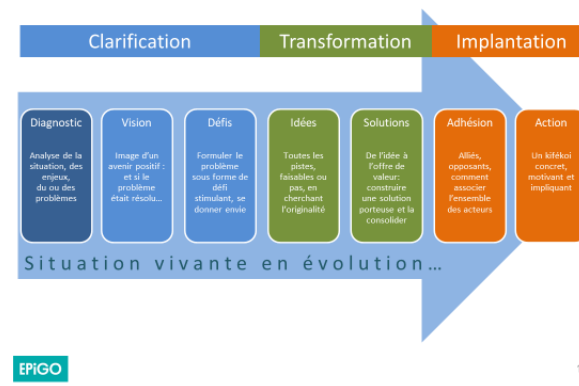 Clarification
Transformation
Implantation
Diagnostic
Analyse de la
situation, des
enjeux,
du ou des
problèmes
Vision
Image d'un
avenir positif :
et si le
problème
était résolu…
Défis
Formuler le
problème
sous forme de
défi
stimulant, se
donner envie
Idées
Toutes les
pistes,
faisables ou
pas, en
cherchant
l'originalité
Solutions
De l'idée à
l'offre de
valeur: construire
une solution
porteuse et la
consolider
Adhésion
Alliés,
opposants,
comment
associer
l'ensemble
des acteurs
Action
Un kifékoi
concret,
motivant et
impliquant
Situation vivante en évolution…
EPiGO